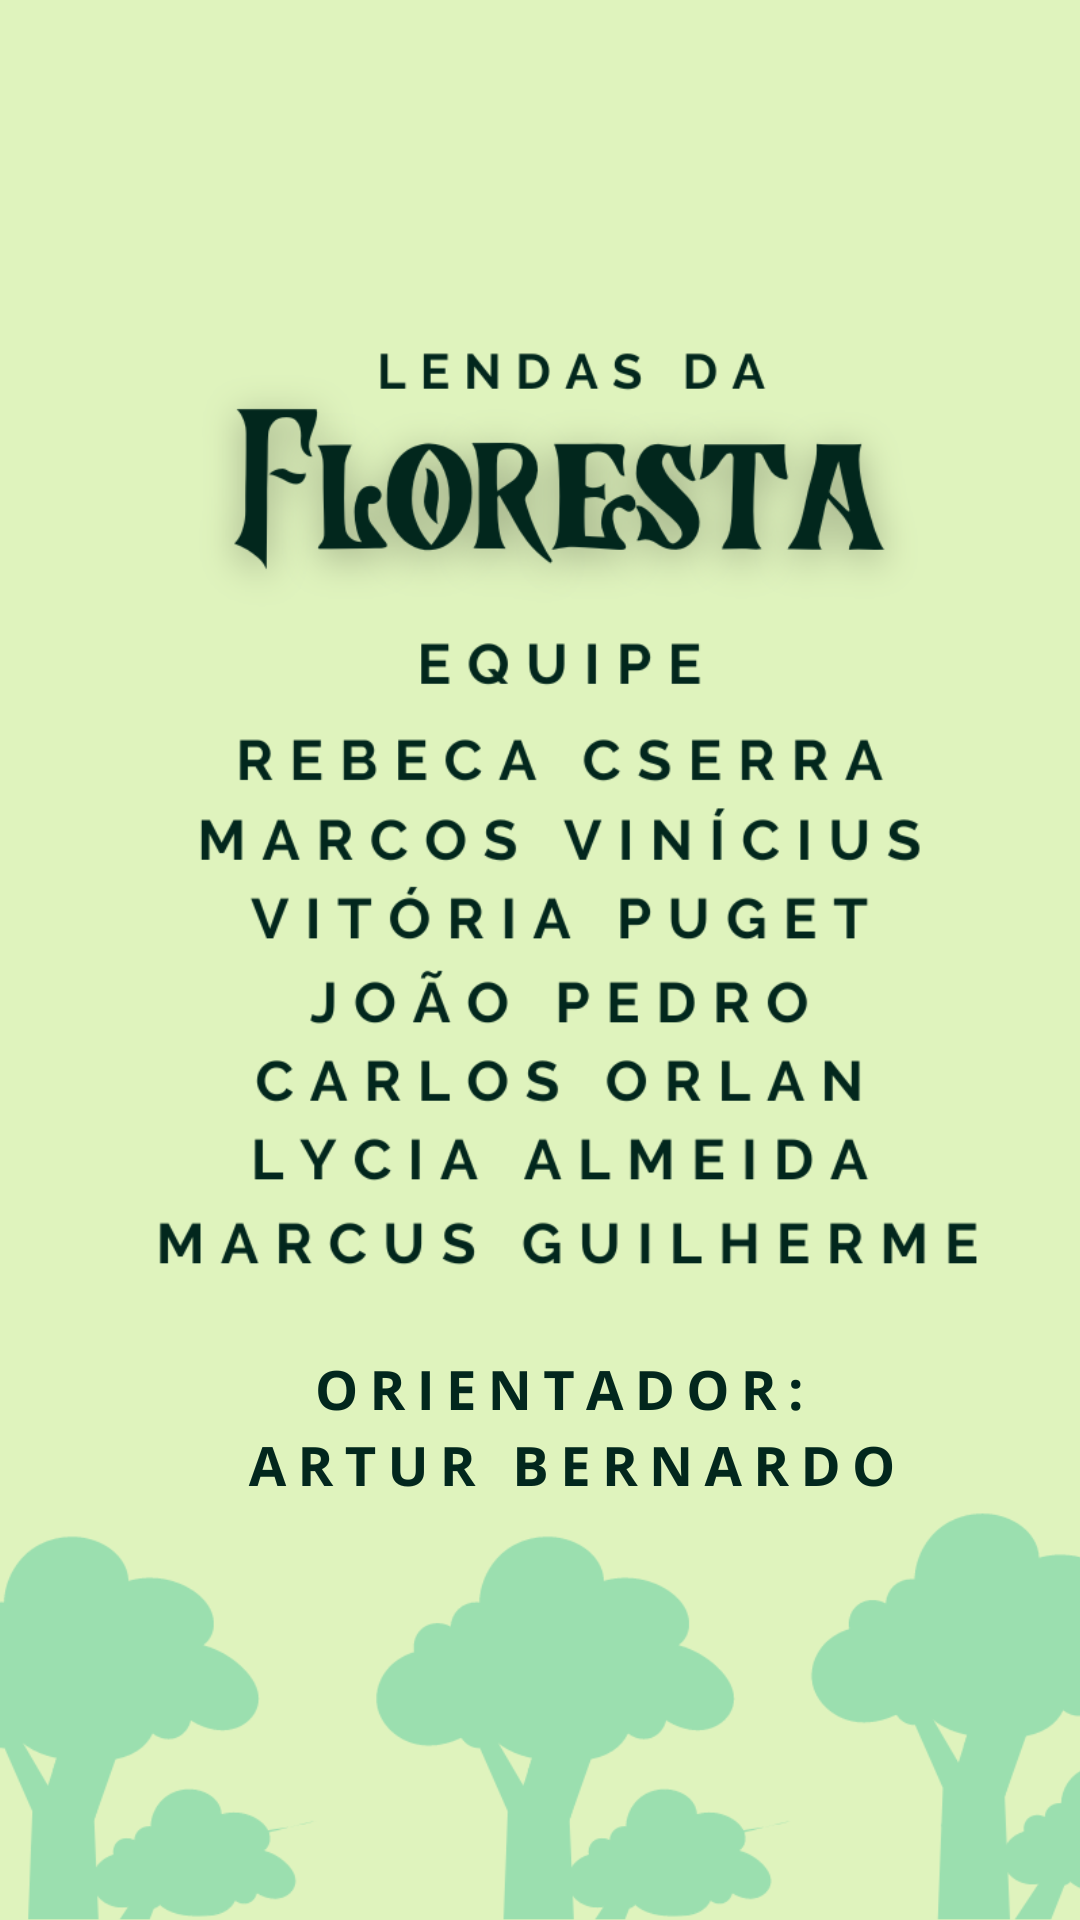 LENDAS DA
FLORESTA
EQUIPE
REBECA CSERRA
MARCOS VINÍCIUS
VITÓRIA PUGET
JOÃO PEDRO
CARLOS ORLAN
LYCIA ALMEIDA
MARCUS GUILHERME
ORIENTADOR:
ARTUR BERNARDO